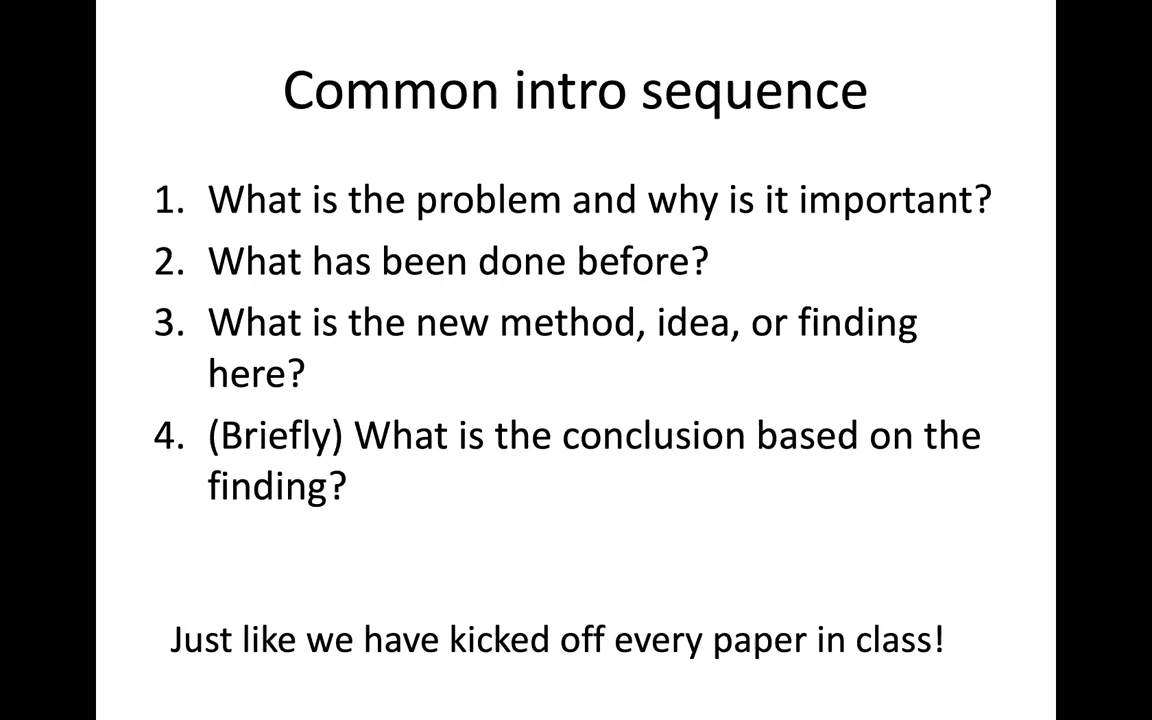 Common intro sequence
1. What is the problem and why is it important?
2. What has been done before?
3. What is the new method, idea, or finding
here?
4. (Briefly) What is the conclusion based on the
finding?
Just like we have kicked off every paper in class!